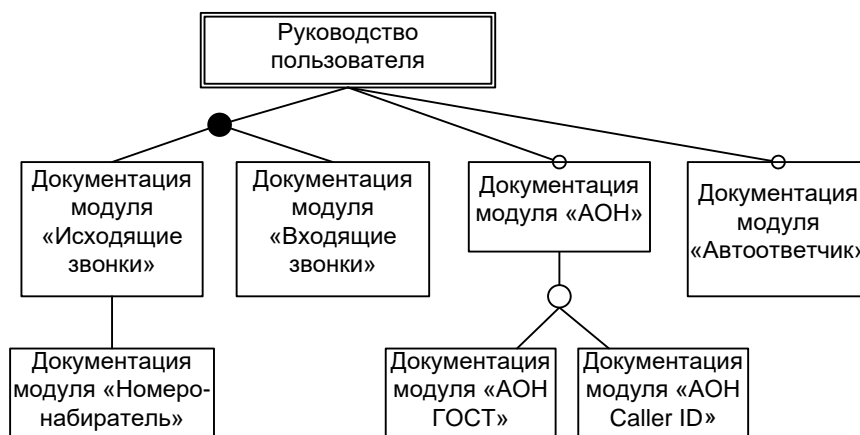 Руководство
пользователя
Документация
модуля
«Исходящие
звонки»
Документация
модуля
«Входящие
звонки»
Документация
модуля «АОН»
Документация
модуля
«Автоответчик»
Документация
модуля «Номеро-
набиратель»
Документация
модуля «АОН
ГОСТ»
Документация
модуля «АОН
Caller ID»